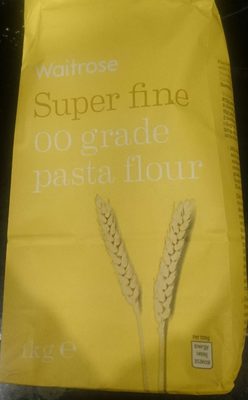 Waitrose
Super fine
00 grade
pasta flour
1kg e